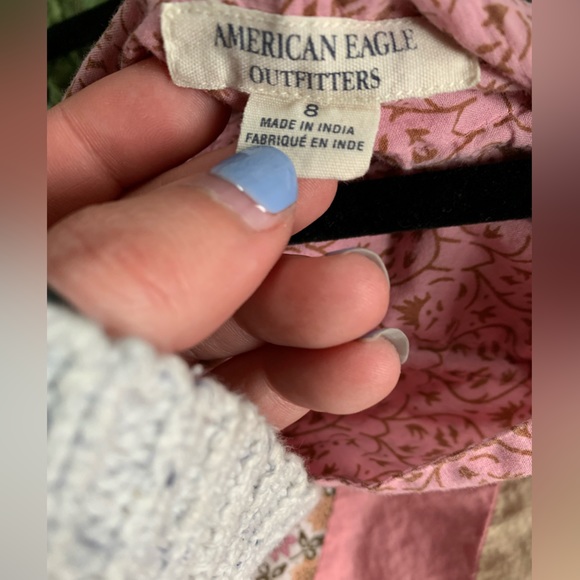 AMERICAN EAGLE
OUTFITTERS
8
MADE IN INDIA
FABRIQUÉ EN INDE